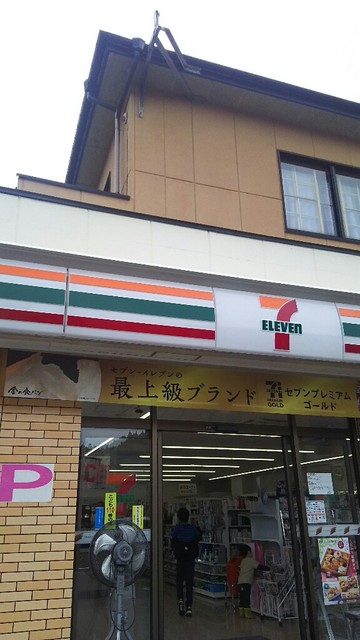 7
ELEVEN
セブン-イレブンの
最上級ブランド
GOLD
セブンプレミアム
ゴールド
金の食パン
P